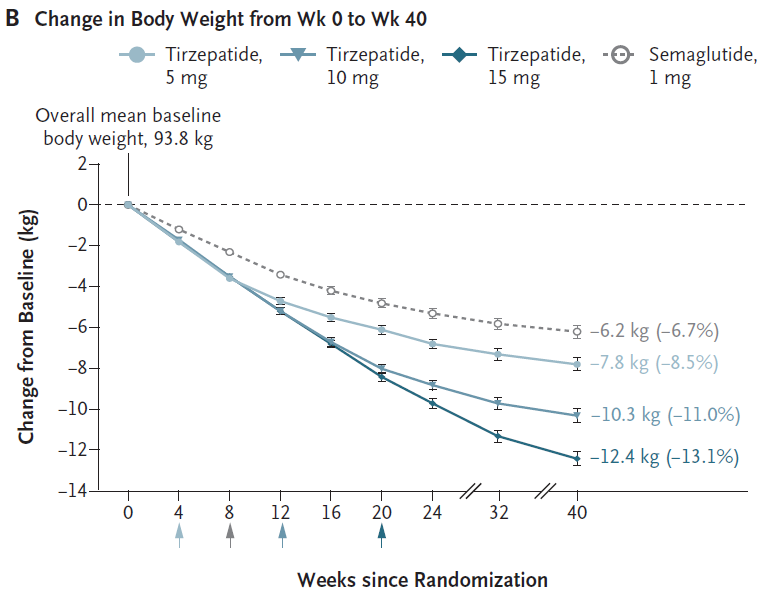 B Change in Body Weight from Wk 0 to Wk 40
Tirzepatide, 5 mg
Tirzepatide, 10 mg
Tirzepatide, 15 mg
Semaglutide, 1 mg
Overall mean baseline
body weight, 93.8 kg
Change from Baseline (kg)
2
0
−2
−4
−6
−8
−10
−12
−14
−6.2 kg (−6.7%)
−7.8 kg (−8.5%)
−10.3 kg (−11.0%)
−12.4 kg (−13.1%)
0 4 8 12 16 20 24 32 40
Weeks since Randomization